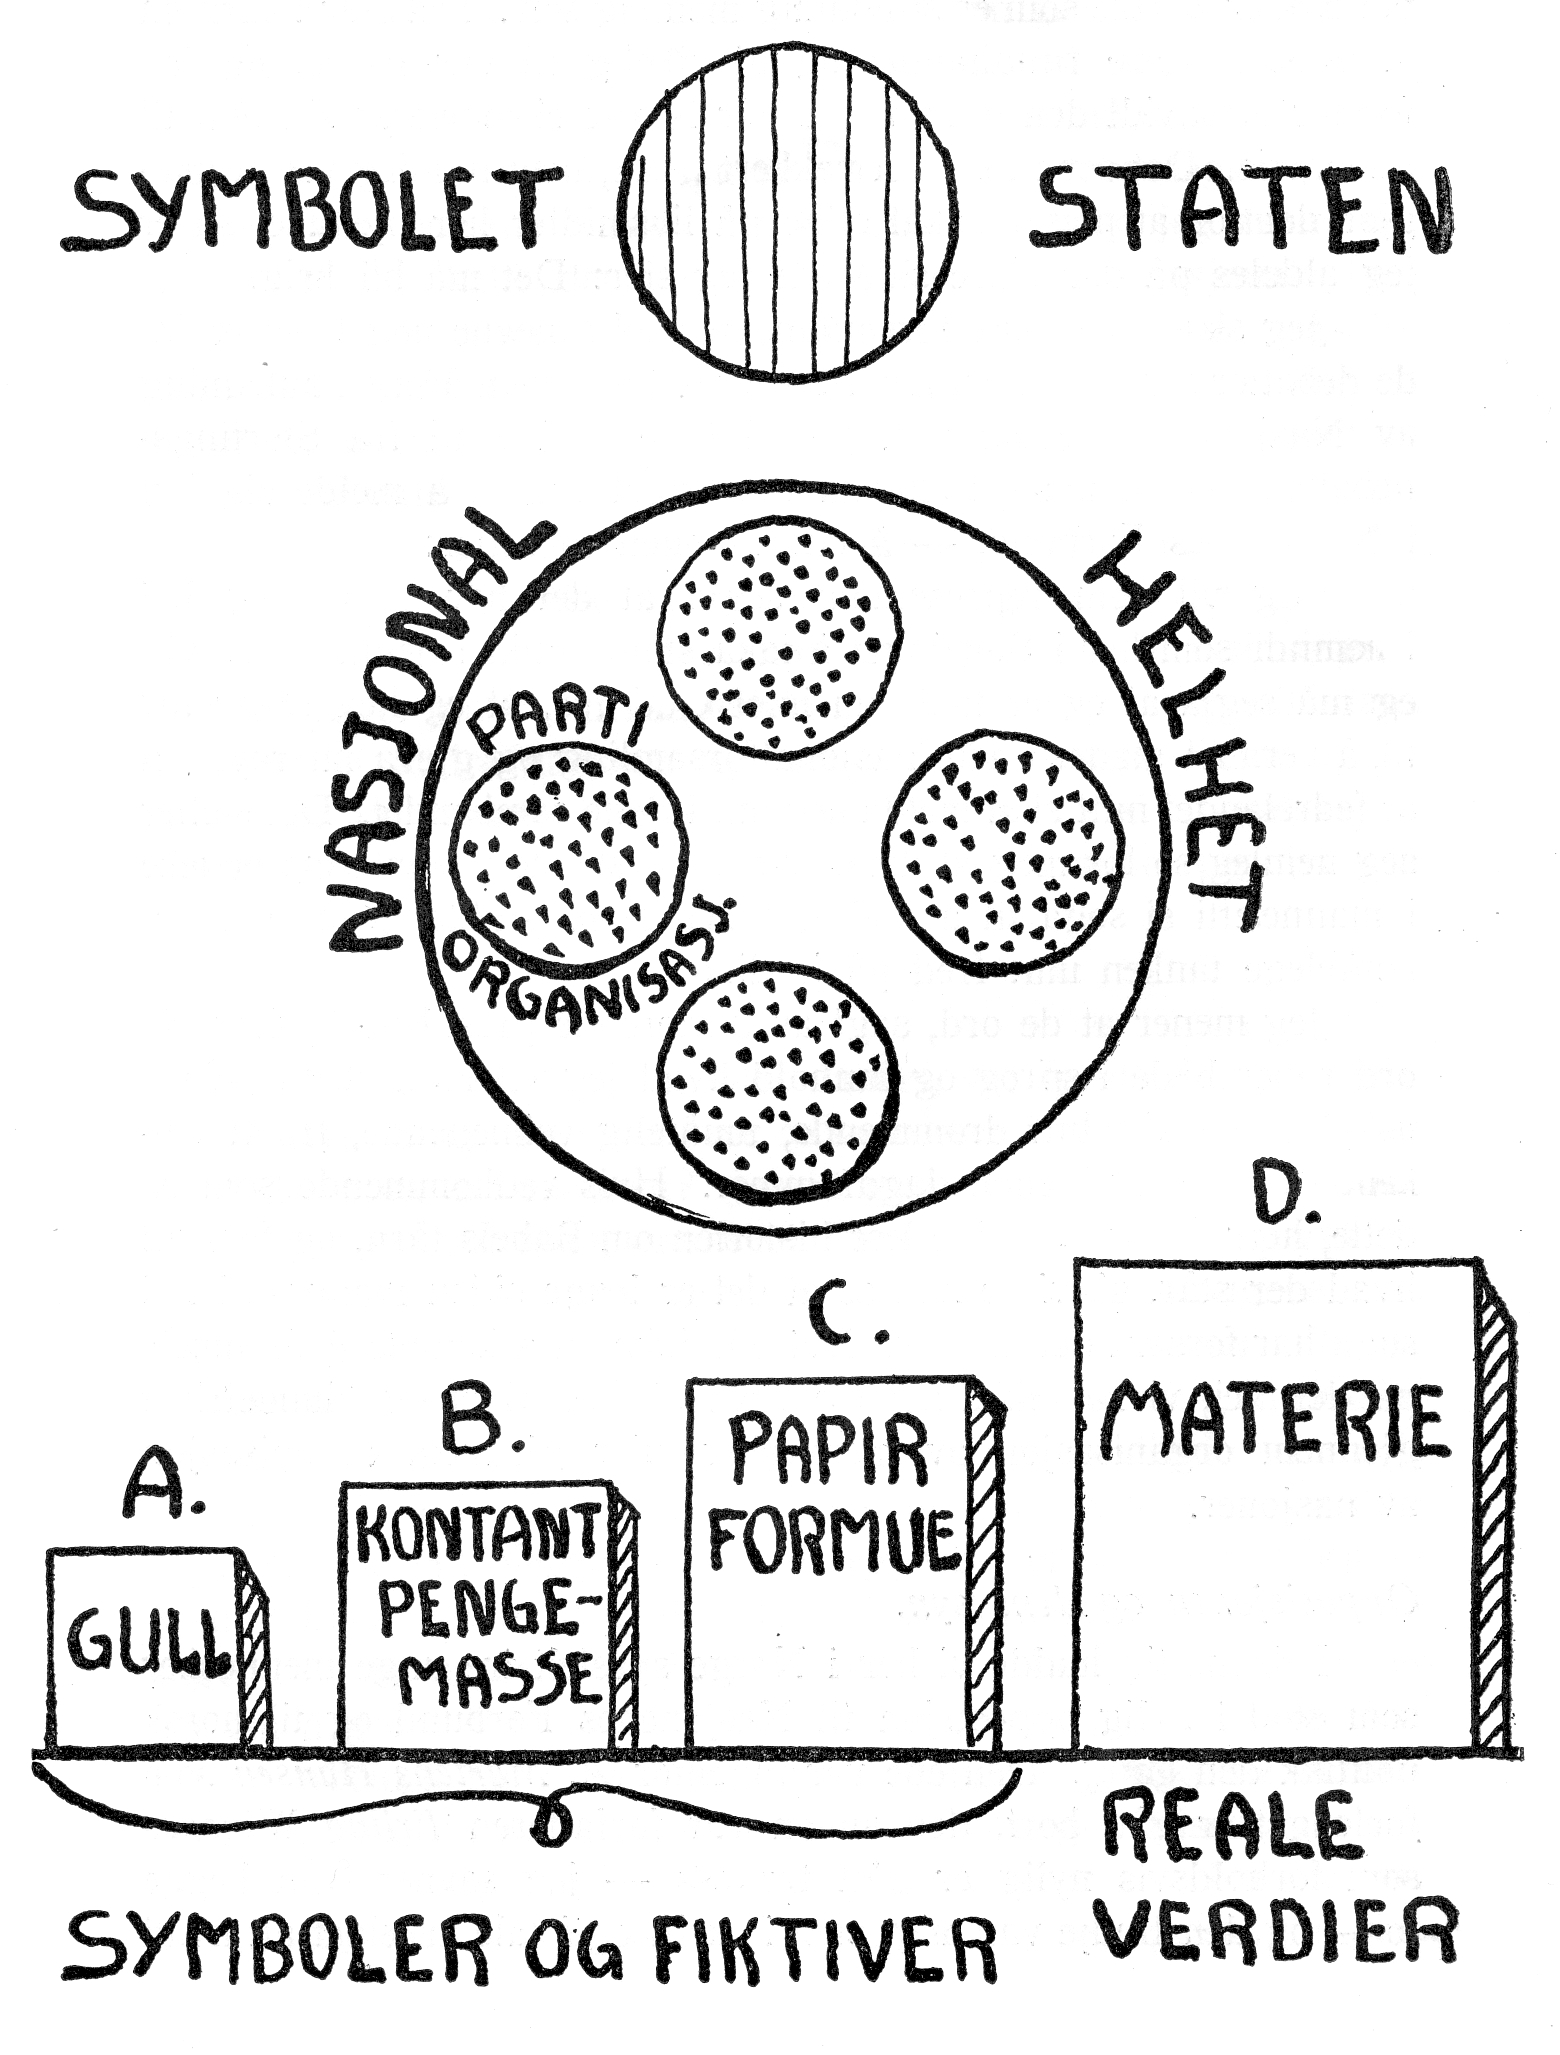 SYMBOLET STATEN
NASJONAL HELHET
PARTI
ORGANISASJ.
A.
B.
C.
D.
GULL
KONTANT
PENGE-
MASSE
PAPIR
FORMUE
MATERIE
SYMBOLER OG FIKTIVER
REALE
VERDIER